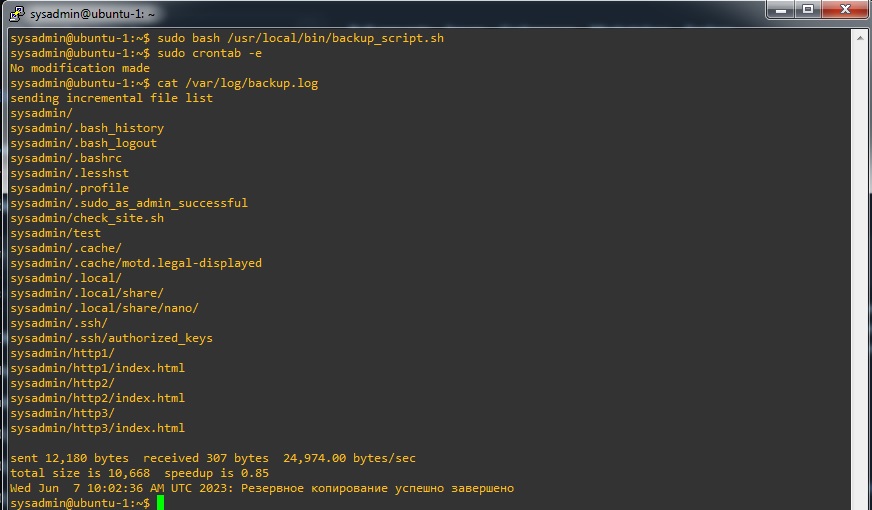 sysadmin@ubuntu-1: ~
sysadmin@ubuntu-1:~$ sudo bash /usr/local/bin/backup_script.sh
sysadmin@ubuntu-1:~$ sudo crontab -e
No modification made
sysadmin@ubuntu-1:~$ cat /var/log/backup.log
sending incremental file list
sysadmin/
sysadmin/.bash_history
sysadmin/.bash_logout
sysadmin/.bashrc
sysadmin/.lesshst
sysadmin/.profile
sysadmin/.sudo_as_admin_successful
sysadmin/check_site.sh
sysadmin/test
sysadmin/.cache/
sysadmin/.cache/motd.legal-displayed
sysadmin/.local/
sysadmin/.local/share/
sysadmin/.local/share/nano/
sysadmin/.ssh/
sysadmin/.ssh/authorized_keys
sysadmin/http1/
sysadmin/http1/index.html
sysadmin/http2/
sysadmin/http2/index.html
sysadmin/http3/
sysadmin/http3/index.html
sent 12,180 bytes  received 307 bytes  24,974.00 bytes/sec
total size is 10,668  speedup is 0.85
Wed Jun  7 10:02:36 AM UTC 2023: Резервное копирование успешно завершено
sysadmin@ubuntu-1:~$